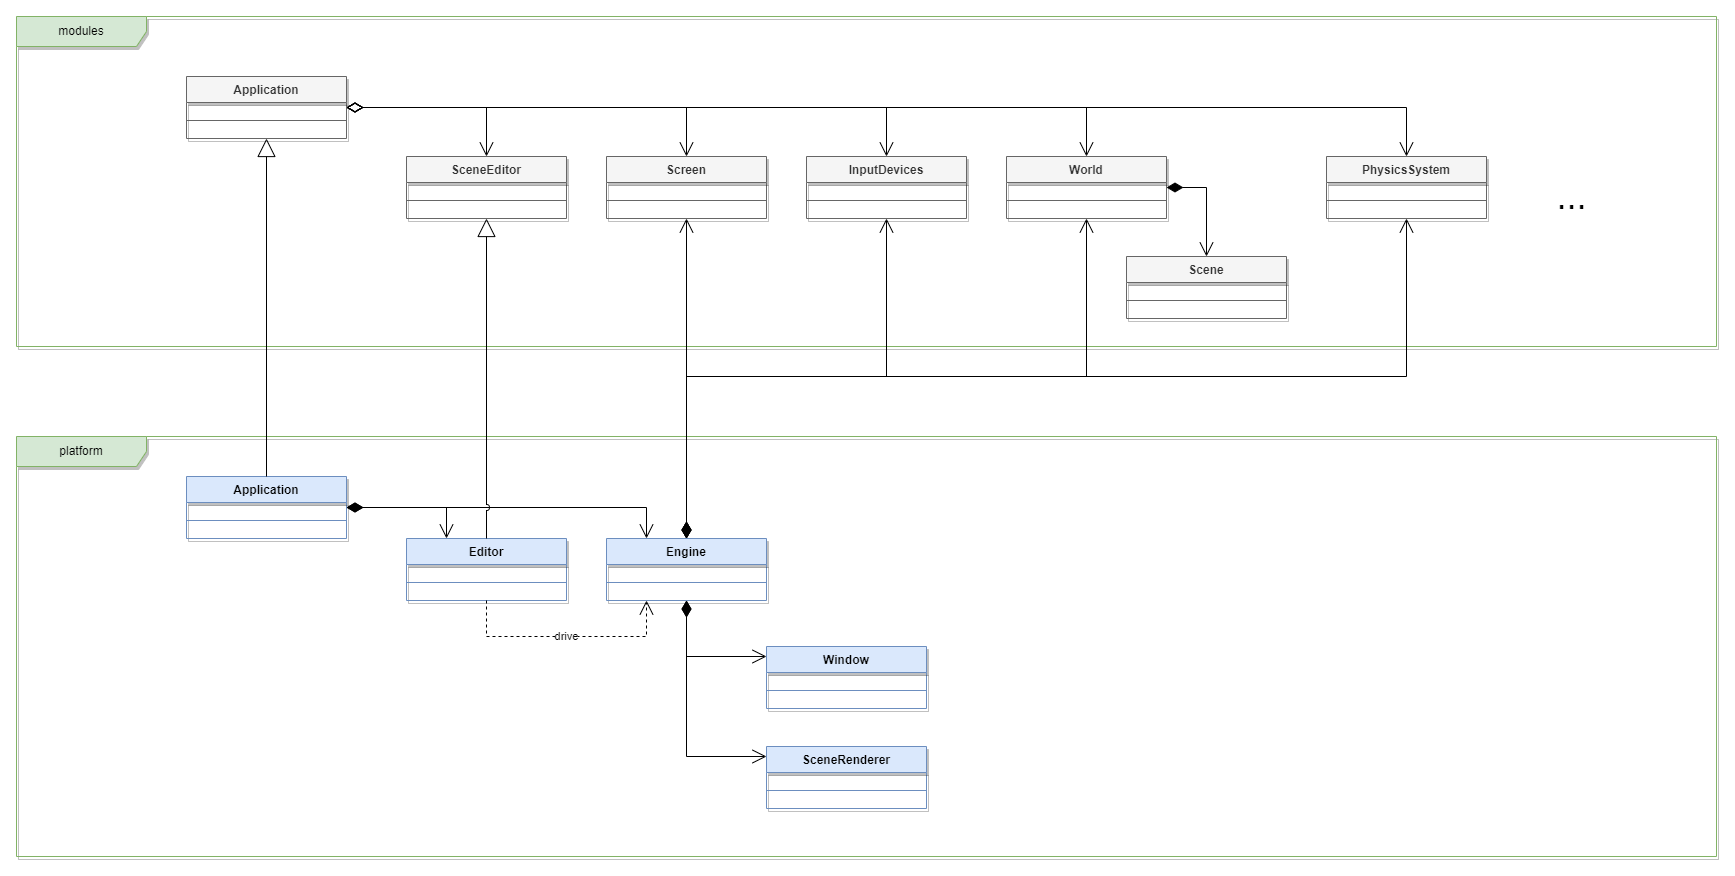 modules
Application
SceneEditor
Screen
InputDevices
World
PhysicsSystem
...
Scene
platform
Application
Editor
Engine
drive
Window
SceneRenderer